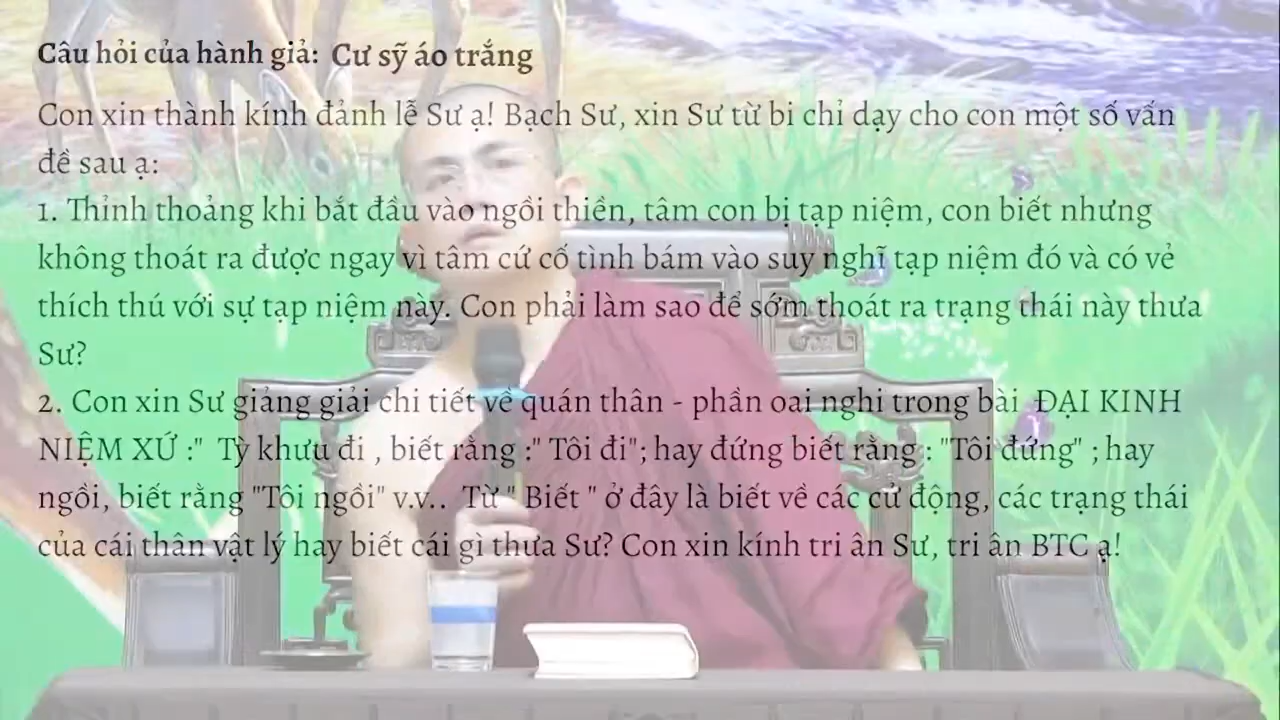 Câu hỏi của hành giả: Cư sỹ áo trắng
Con xin thành kính đảnh lễ Sư ạ! Bạch Sư, xin Sư từ bi chỉ dạy cho con một số vấn
đề sau ạ:
1. Thỉnh thoảng khi bắt đầu vào ngồi thiền, tâm con bị tạp niệm, con biết nhưng
không thoát ra được ngay vì tâm cứ cố tình bám vào suy nghĩ tạp niệm đó và có vẻ
thích thú với sự tạp niệm này. Con phải làm sao để sớm thoát ra trạng thái này thưa
Sư?
2. Con xin Sư giảng giải chi tiết về quán thân - phần oai nghi trong bài ĐẠI KINH
NIỆM XỨ :" Tỳ khưu đi , biết rằng :" Tôi đi"; hay đứng biết rằng : "Tôi đứng" ; hay
ngồi, biết rằng "Tôi ngồi" v.v.. Từ " Biết " ở đây là biết về các cử động, các trạng thái
của cái thân vật lý hay biết cái gì thưa Sư? Con xin kính tri ân Sư, tri ân BTC ạ!